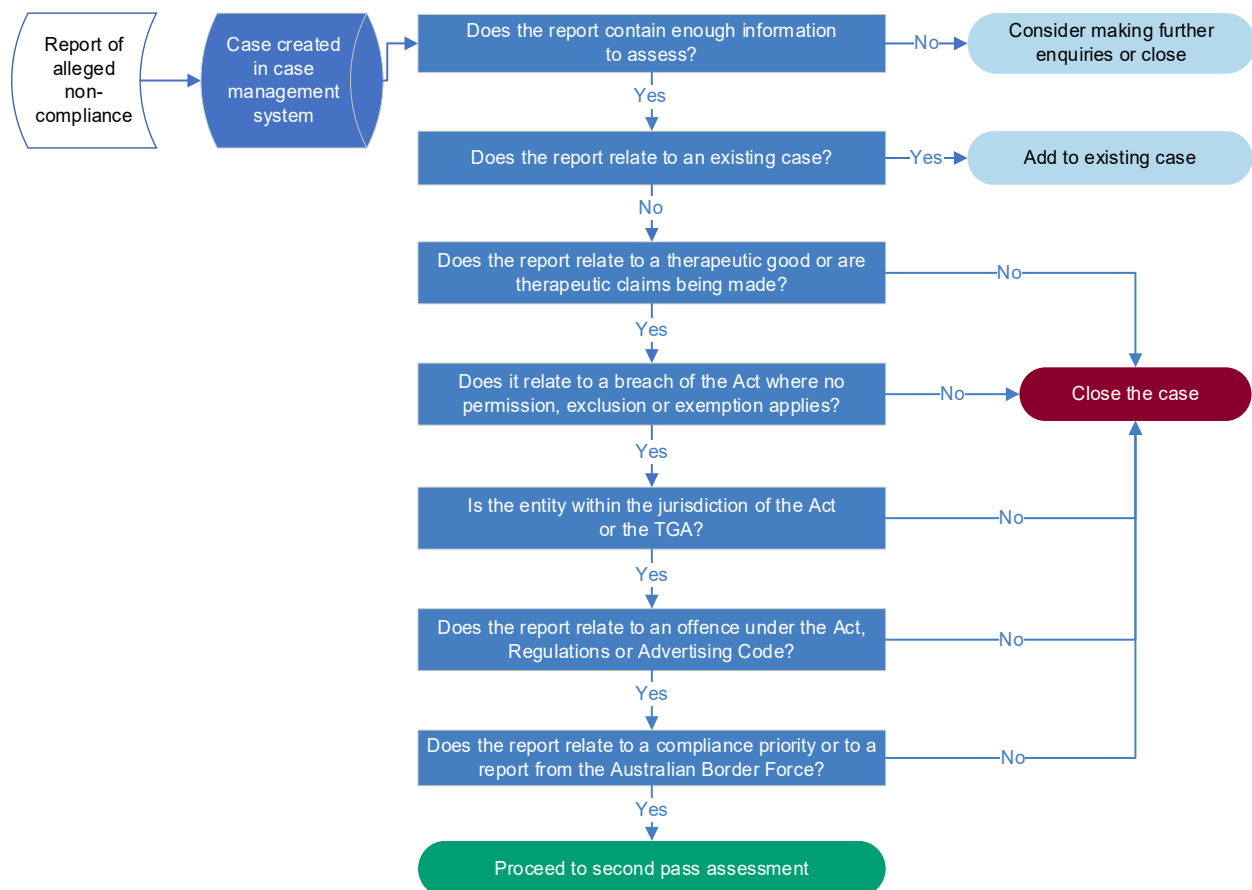 Report of
alleged
non-
compliance
Case created
in case
management
system
Does the report contain enough information
to assess?
No
Consider making further
enquiries or close
Yes
Does the report relate to an existing case?
Yes
Add to existing case
No
Does the report relate to a therapeutic good or are
therapeutic claims being made?
No
Yes
Does it relate to a breach of the Act where no
permission, exclusion or exemption applies?
No
Close the case
Yes
Is the entity within the jurisdiction of the Act
or the TGA?
No
Yes
Does the report relate to an offence under the Act,
Regulations or Advertising Code?
No
Yes
Does the report relate to a compliance priority or to a
report from the Australian Border Force?
No
Yes
Proceed to second pass assessment